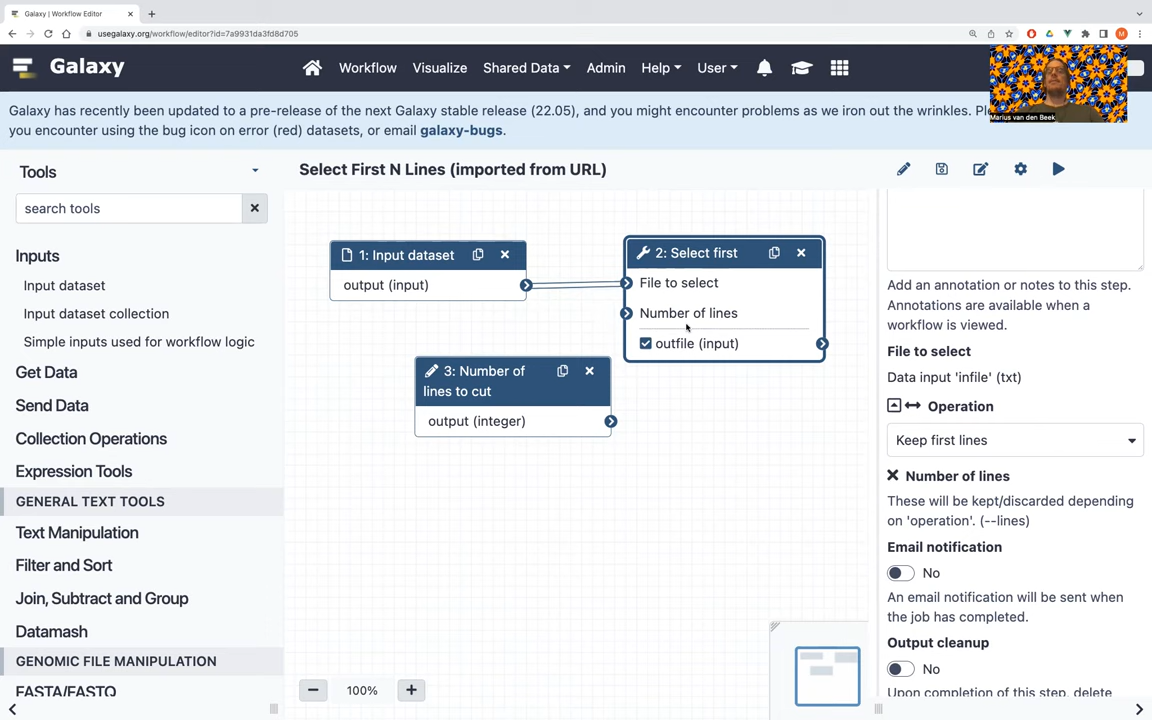 Galaxy | Workflow Editor
usegalaxy.org/workflow/editor?id=7a9931da3fd8d705
M
Galaxy
Workflow
Visualize
Shared Data
Admin
Help
User
Marius van den Beek
Galaxy has recently been updated to a pre-release of the next Galaxy stable release (22.05), and you might encounter problems as we iron out the wrinkles.
you encounter using the bug icon on error (red) datasets, or email galaxy-bugs.
Tools
search tools
Inputs
Input dataset
Input dataset collection
Simple inputs used for workflow logic
Get Data
Send Data
Collection Operations
Expression Tools
GENERAL TEXT TOOLS
Text Manipulation
Filter and Sort
Join, Subtract and Group
Datamash
GENOMIC FILE MANIPULATION
FASTA/FASTQ
Select First N Lines (imported from URL)
1: Input dataset
output (input)
2: Select first
File to select
Number of lines
outfile (input)
3: Number of
lines to cut
output (integer)
100%
Add an annotation or notes to this step.
Annotations are available when a
workflow is viewed.
File to select
Data input 'infile' (txt)
Operation
Keep first lines
Number of lines
These will be kept/discarded depending
on 'operation'. (--lines)
Email notification
No
An email notification will be sent when
the job has completed.
Output cleanup
No
Upon completion of this step, delete